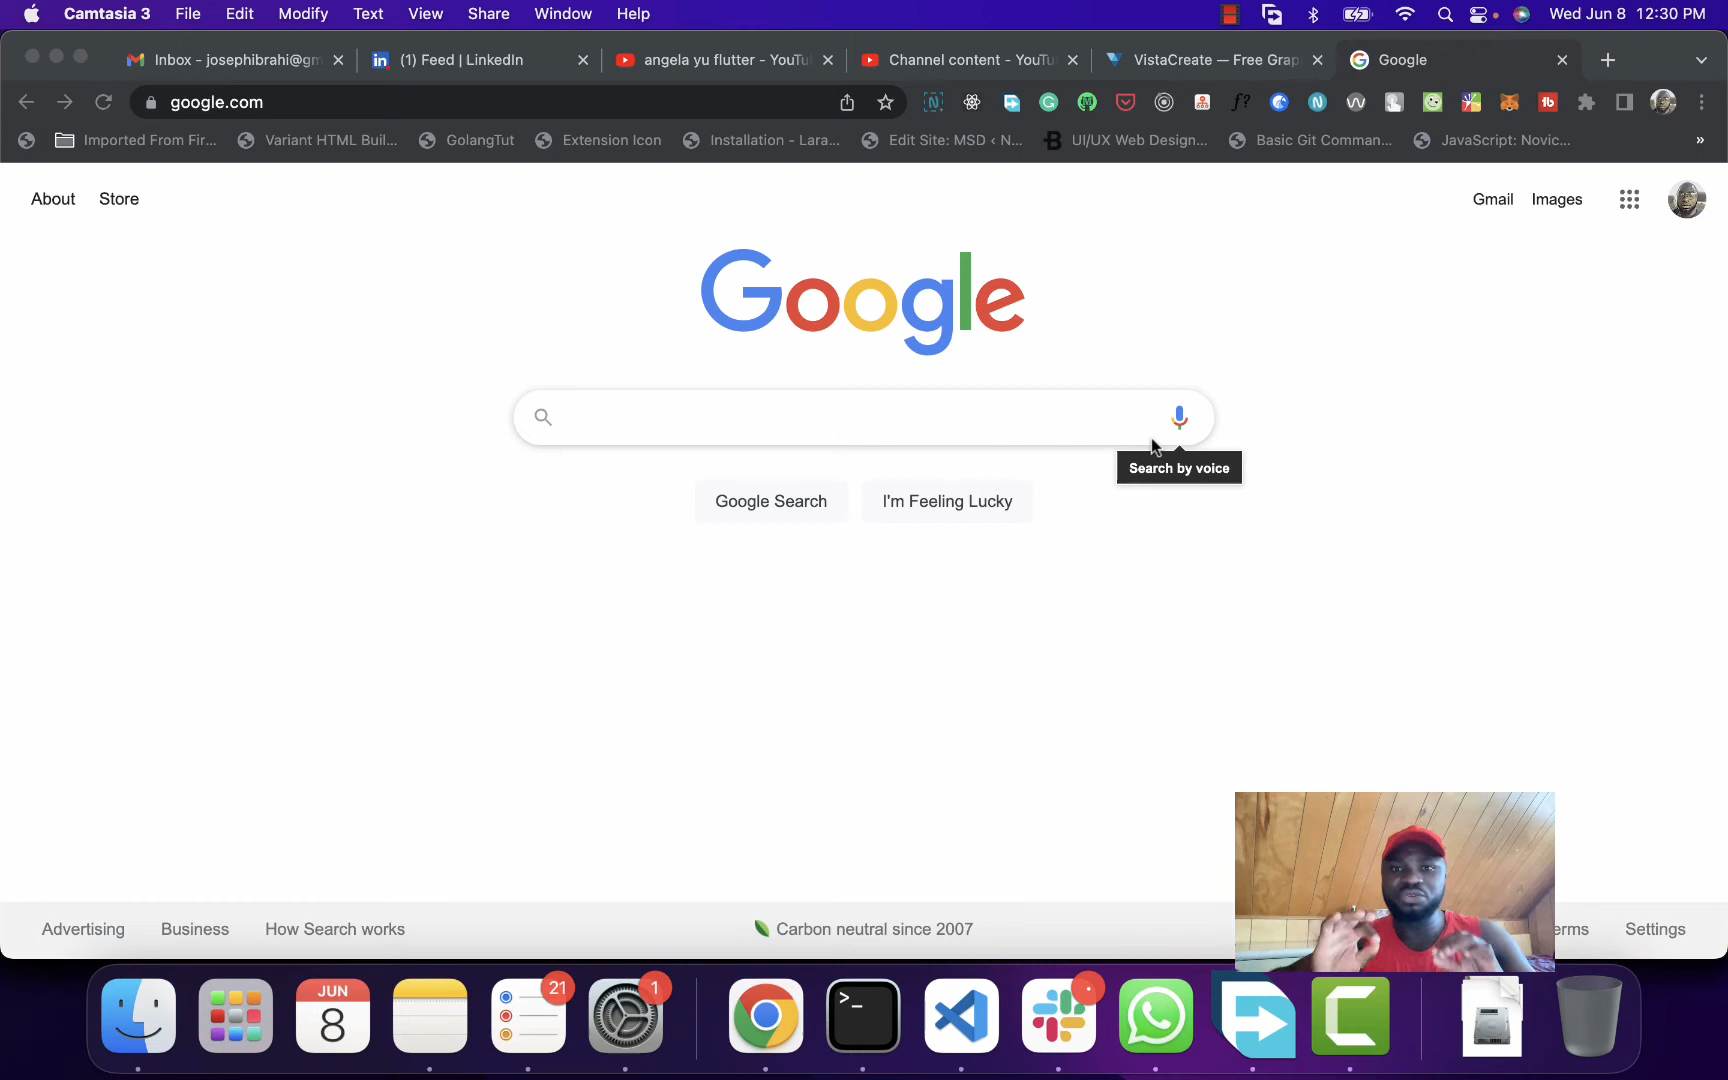 Camtasia 3 File Edit Modify Text View Share Window Help Wed Jun 8 12:30 PM
Inbox - josephibrahi@gm (1) Feed | LinkedIn angela yu flutter - YouTu Channel content - YouTu VistaCreate — Free Grap Google
google.com
Imported From Fir... Variant HTML Buil... GolangTut Extension Icon Installation - Lara... Edit Site: MSD ‹ N... UI/UX Web Design... Basic Git Comman... JavaScript: Novic... »
About Store Gmail Images
Google
Search by voice
Google Search I'm Feeling Lucky
Advertising Business How Search works Carbon neutral since 2007 erms Settings
JUN
8
21
1